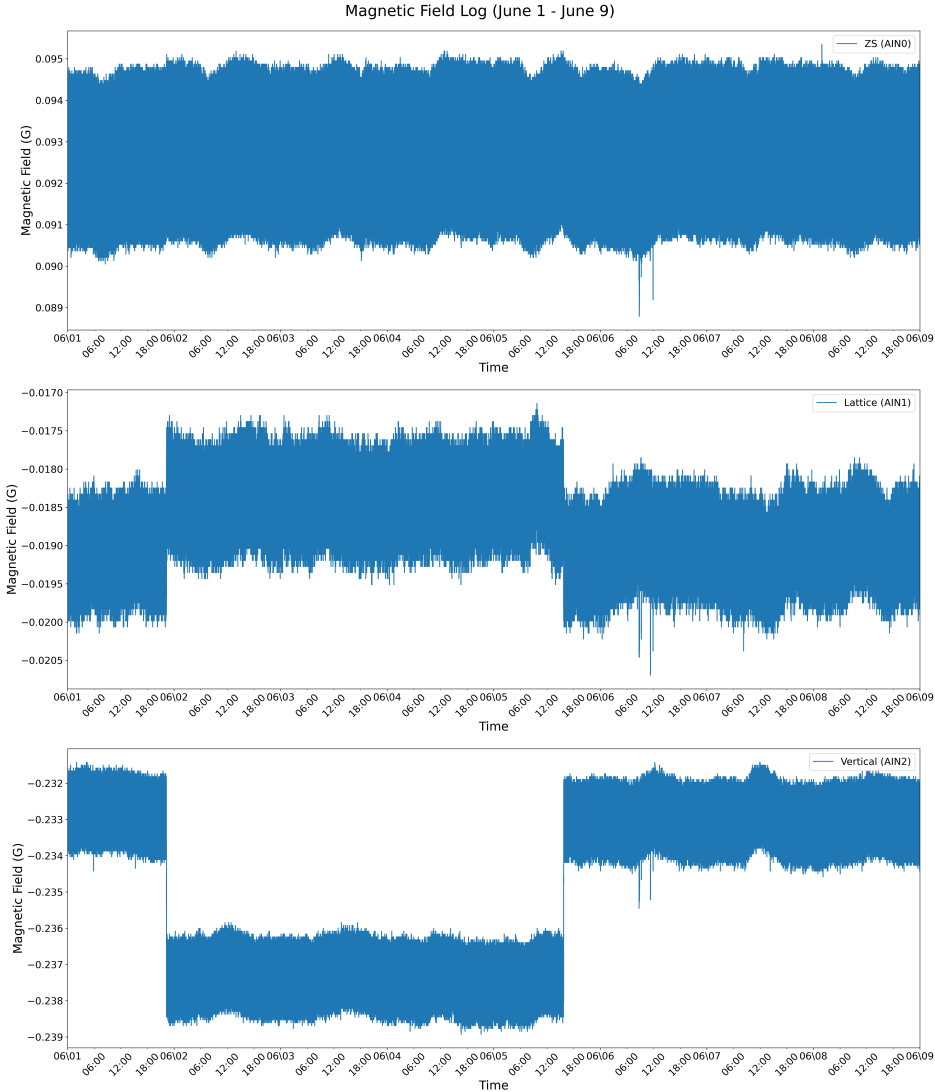 Magnetic Field Log (June 1 - June 9)
ZS (AIN0)
Magnetic Field (G)
0.095
0.094
0.093
0.092
0.091
0.090
0.089
06\01 06:00 12:00 18:00 06\02 06:00 12:00 18:00 06\03 06:00 12:00 18:00 06\04 06:00 12:00 18:00 06\05 06:00 12:00 18:00 06\06 06:00 12:00 18:00 06\07 06:00 12:00 18:00 06\08 06:00 12:00 18:00 06\09
Time
Lattice (AIN1)
Magnetic Field (G)
−0.0170
−0.0175
−0.0180
−0.0185
−0.0190
−0.0195
−0.0200
−0.0205
06\01 06:00 12:00 18:00 06\02 06:00 12:00 18:00 06\03 06:00 12:00 18:00 06\04 06:00 12:00 18:00 06\05 06:00 12:00 18:00 06\06 06:00 12:00 18:00 06\07 06:00 12:00 18:00 06\08 06:00 12:00 18:00 06\09
Time
Vertical (AIN2)
Magnetic Field (G)
−0.232
−0.233
−0.234
−0.235
−0.236
−0.237
−0.238
−0.239
06\01 06:00 12:00 18:00 06\02 06:00 12:00 18:00 06\03 06:00 12:00 18:00 06\04 06:00 12:00 18:00 06\05 06:00 12:00 18:00 06\06 06:00 12:00 18:00 06\07 06:00 12:00 18:00 06\08 06:00 12:00 18:00 06\09
Time